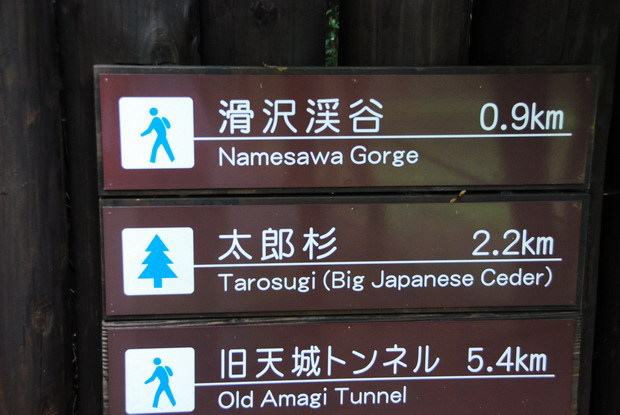 滑沢渓谷 0.9km
Namesawa Gorge
太郎杉 2.2km
Tarosugi (Big Japanese Ceder)
旧天城トンネル 5.4km
Old Amagi Tunnel